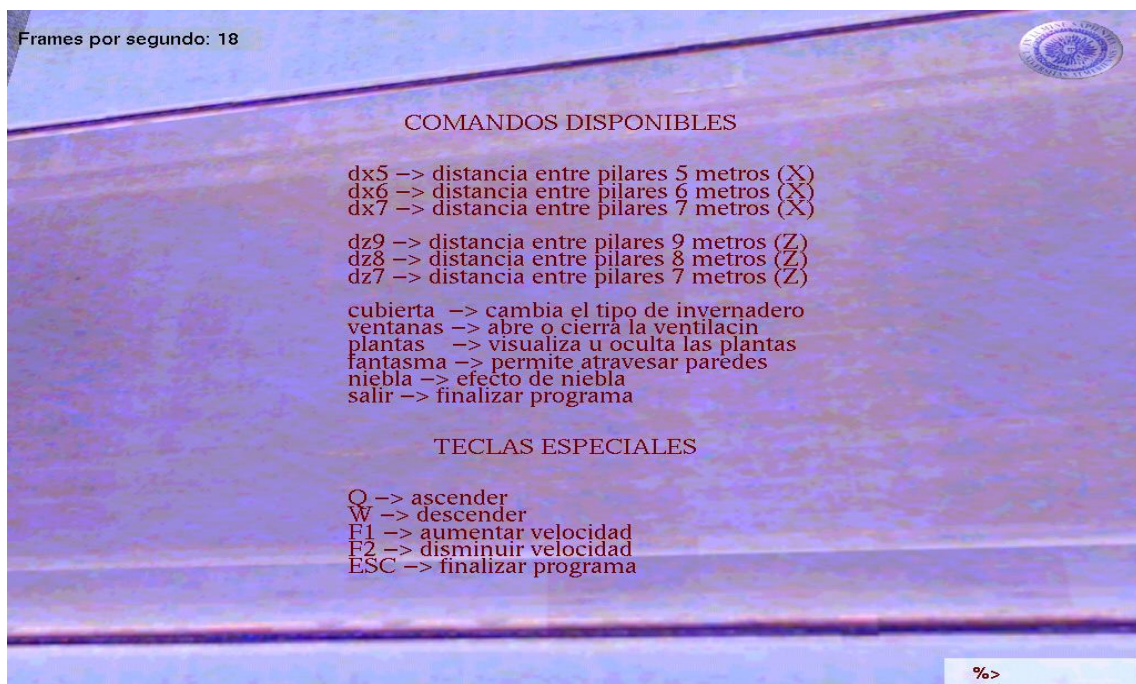 Frames por segundo: 18
COMANDOS DISPONIBLES
dx5 -> distancia entre pilares 5 metros (X)
dx6 -> distancia entre pilares 6 metros (X)
dx7 -> distancia entre pilares 7 metros (X)
dz9 -> distancia entre pilares 9 metros (Z)
dz8 -> distancia entre pilares 8 metros (Z)
dz7 -> distancia entre pilares 7 metros (Z)
cubierta -> cambia el tipo de invernadero
ventanas -> abre o cierra la ventilacin
plantas -> visualiza u oculta las plantas
fantasma -> permite atravesar paredes
niebla -> efecto de niebla
salir -> finalizar programa
TECLAS ESPECIALES
Q -> ascender
W -> descender
F1 -> aumentar velocidad
F2 -> disminuir velocidad
ESC -> finalizar programa
%>